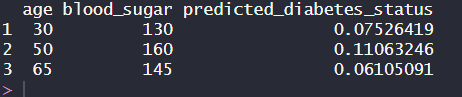 age blood_sugar predicted_diabetes_status
1 30 130 0.07526419
2 50 160 0.11063246
3 65 145 0.06105091
>